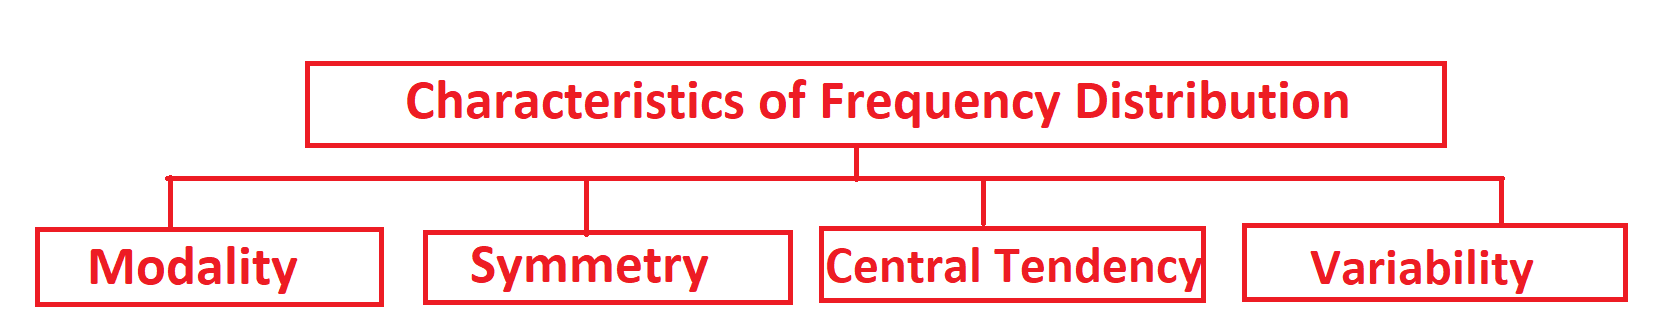 Characteristics of Frequency Distribution
Modality
Symmetry
Central Tendency
Variability